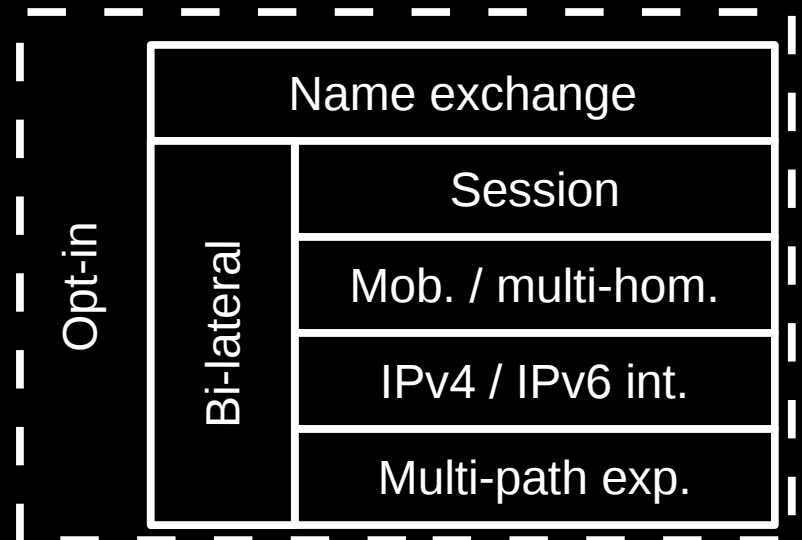 Name exchange
Opt-in
Bi-lateral
Session
Mob. / multi-hom.
IPv4 / IPv6 int.
Multi-path exp.